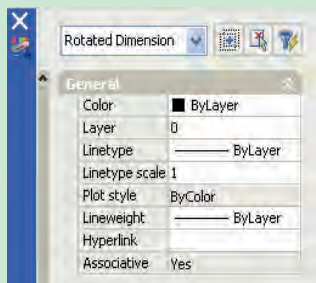 Rotated Dimension
General
Color ByLayer
Layer 0
Linetype ByLayer
Linetype scale 1
Plot style ByColor
Lineweight ByLayer
Hyperlink
Associative Yes